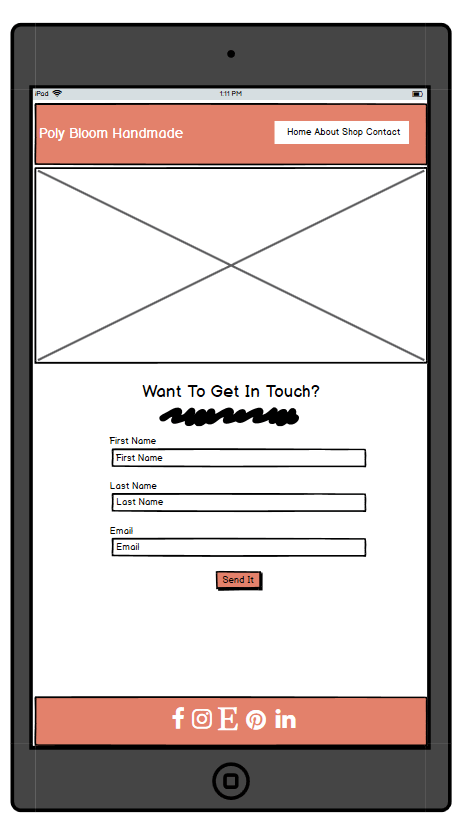 iPad 1:11 PM
Poly Bloom Handmade
Home About Shop Contact
Want To Get In Touch?
First Name
First Name
Last Name
Last Name
Email
Email
Send It
f E in